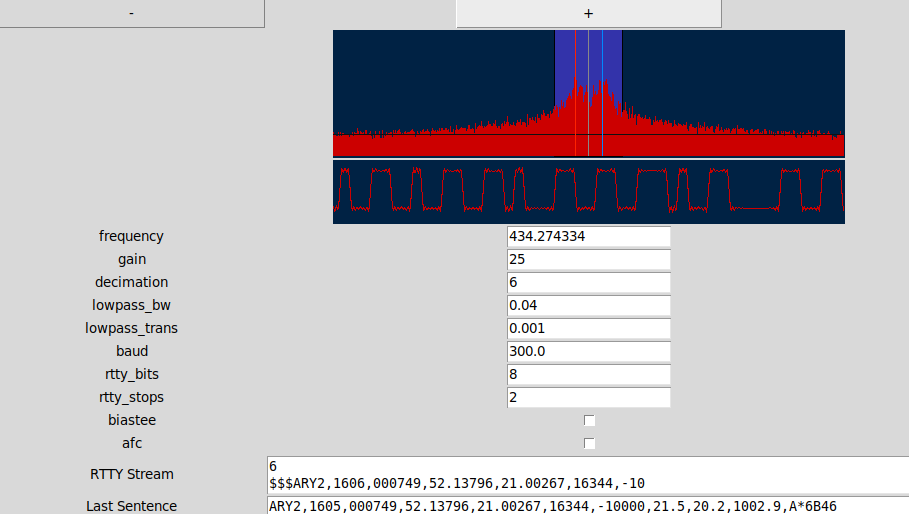 - +
frequency 434.274334
gain 25
decimation 6
lowpass_bw 0.04
lowpass_trans 0.001
baud 300.0
rtty_bits 8
rtty_stops 2
biastee
afc
RTTY Stream 6
$$$ARY2,1606,000749,52.13796,21.00267,16344,-10
Last Sentence ARY2,1605,000749,52.13796,21.00267,16344,-10000,21.5,20.2,1002.9,A*6B46